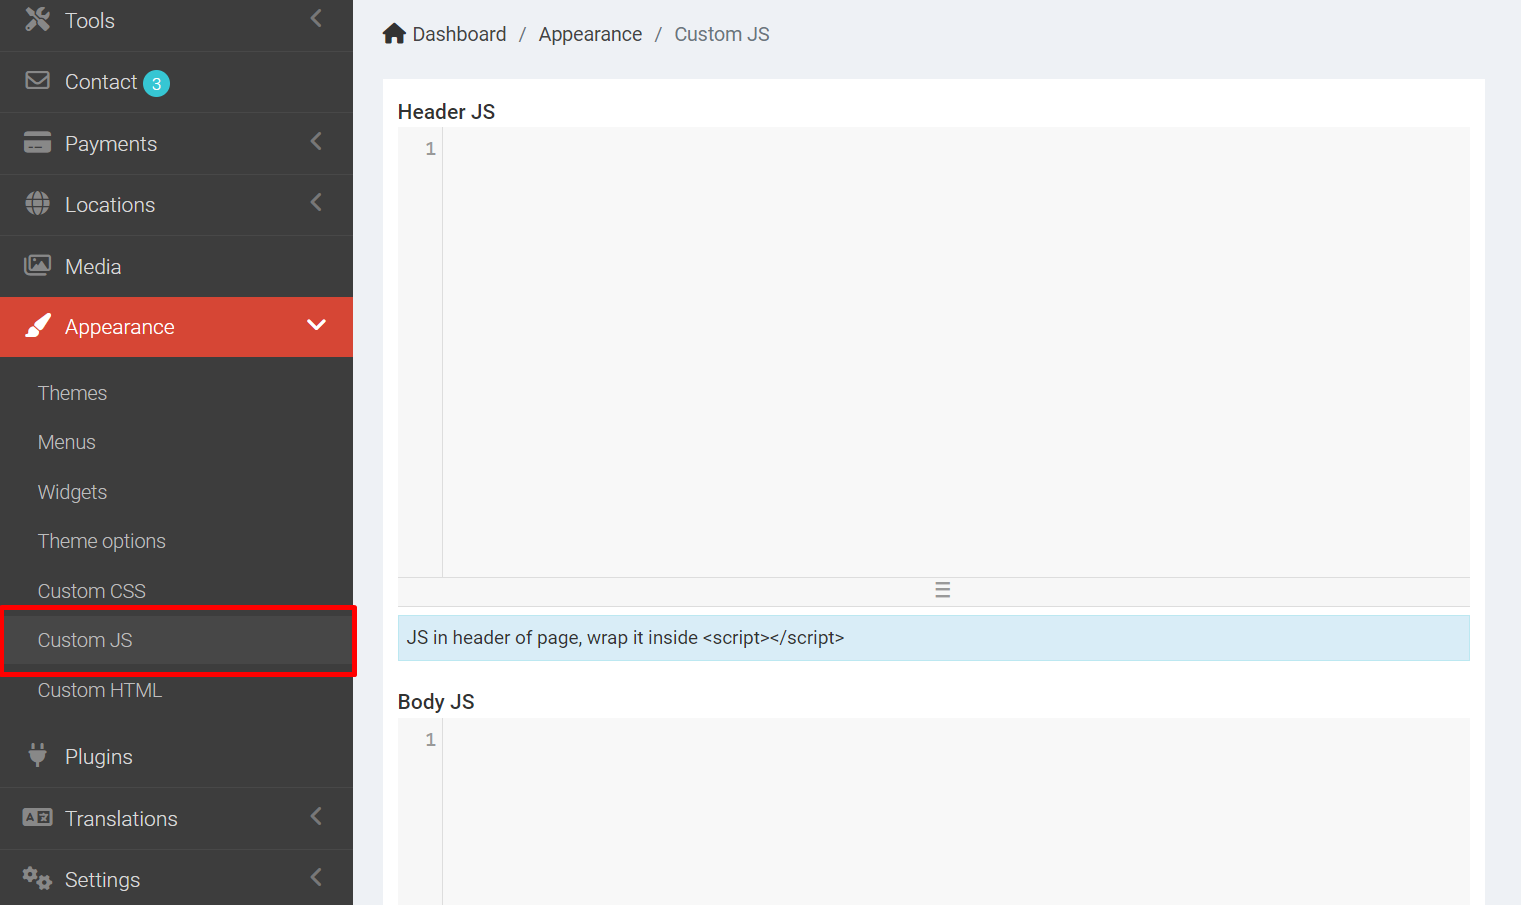 Tools
Contact 3
Payments
Locations
Media
Appearance
Themes
Menus
Widgets
Theme options
Custom CSS
Custom JS
Custom HTML
Plugins
Translations
Settings
Dashboard / Appearance / Custom JS
Header JS
1
JS in header of page, wrap it inside <script></script>
Body JS
1